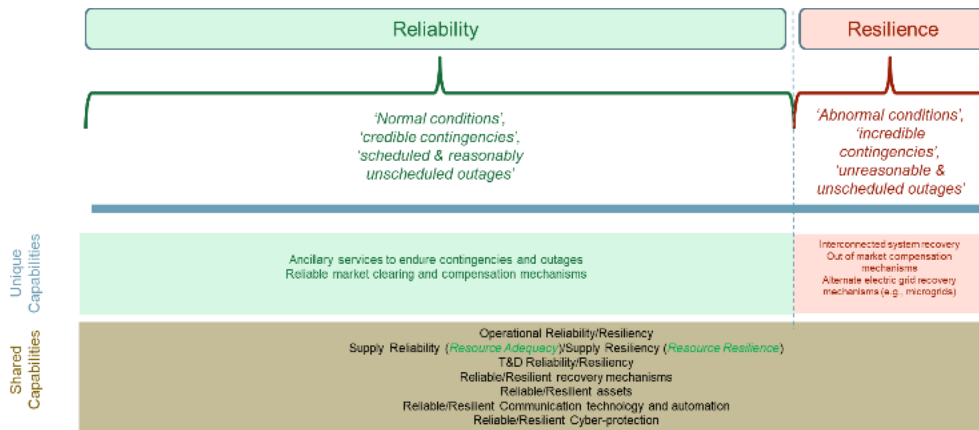 Reliability
Resilience
‘Normal conditions’,
‘credible contingencies’,
‘scheduled & reasonably
unscheduled outages’
‘Abnormal conditions’,
‘incredible
contingencies’,
‘unreasonable &
unscheduled outages’
Unique
Capabilities
Ancillary services to endure contingencies and outages
Reliable market clearing and compensation mechanisms
Interconnected system recovery
Out of market compensation
mechanisms
Alternate electric grid recovery
mechanisms (e.g., microgrids)
Shared
Capabilities
Operational Reliability/Resiliency
Supply Reliability (Resource Adequacy)/Supply Resiliency (Resource Resilience)
T&D Reliability/Resiliency
Reliable/Resilient recovery mechanisms
Reliable/Resilient assets
Reliable/Resilient Communication technology and automation
Reliable/Resilient Cyber-protection